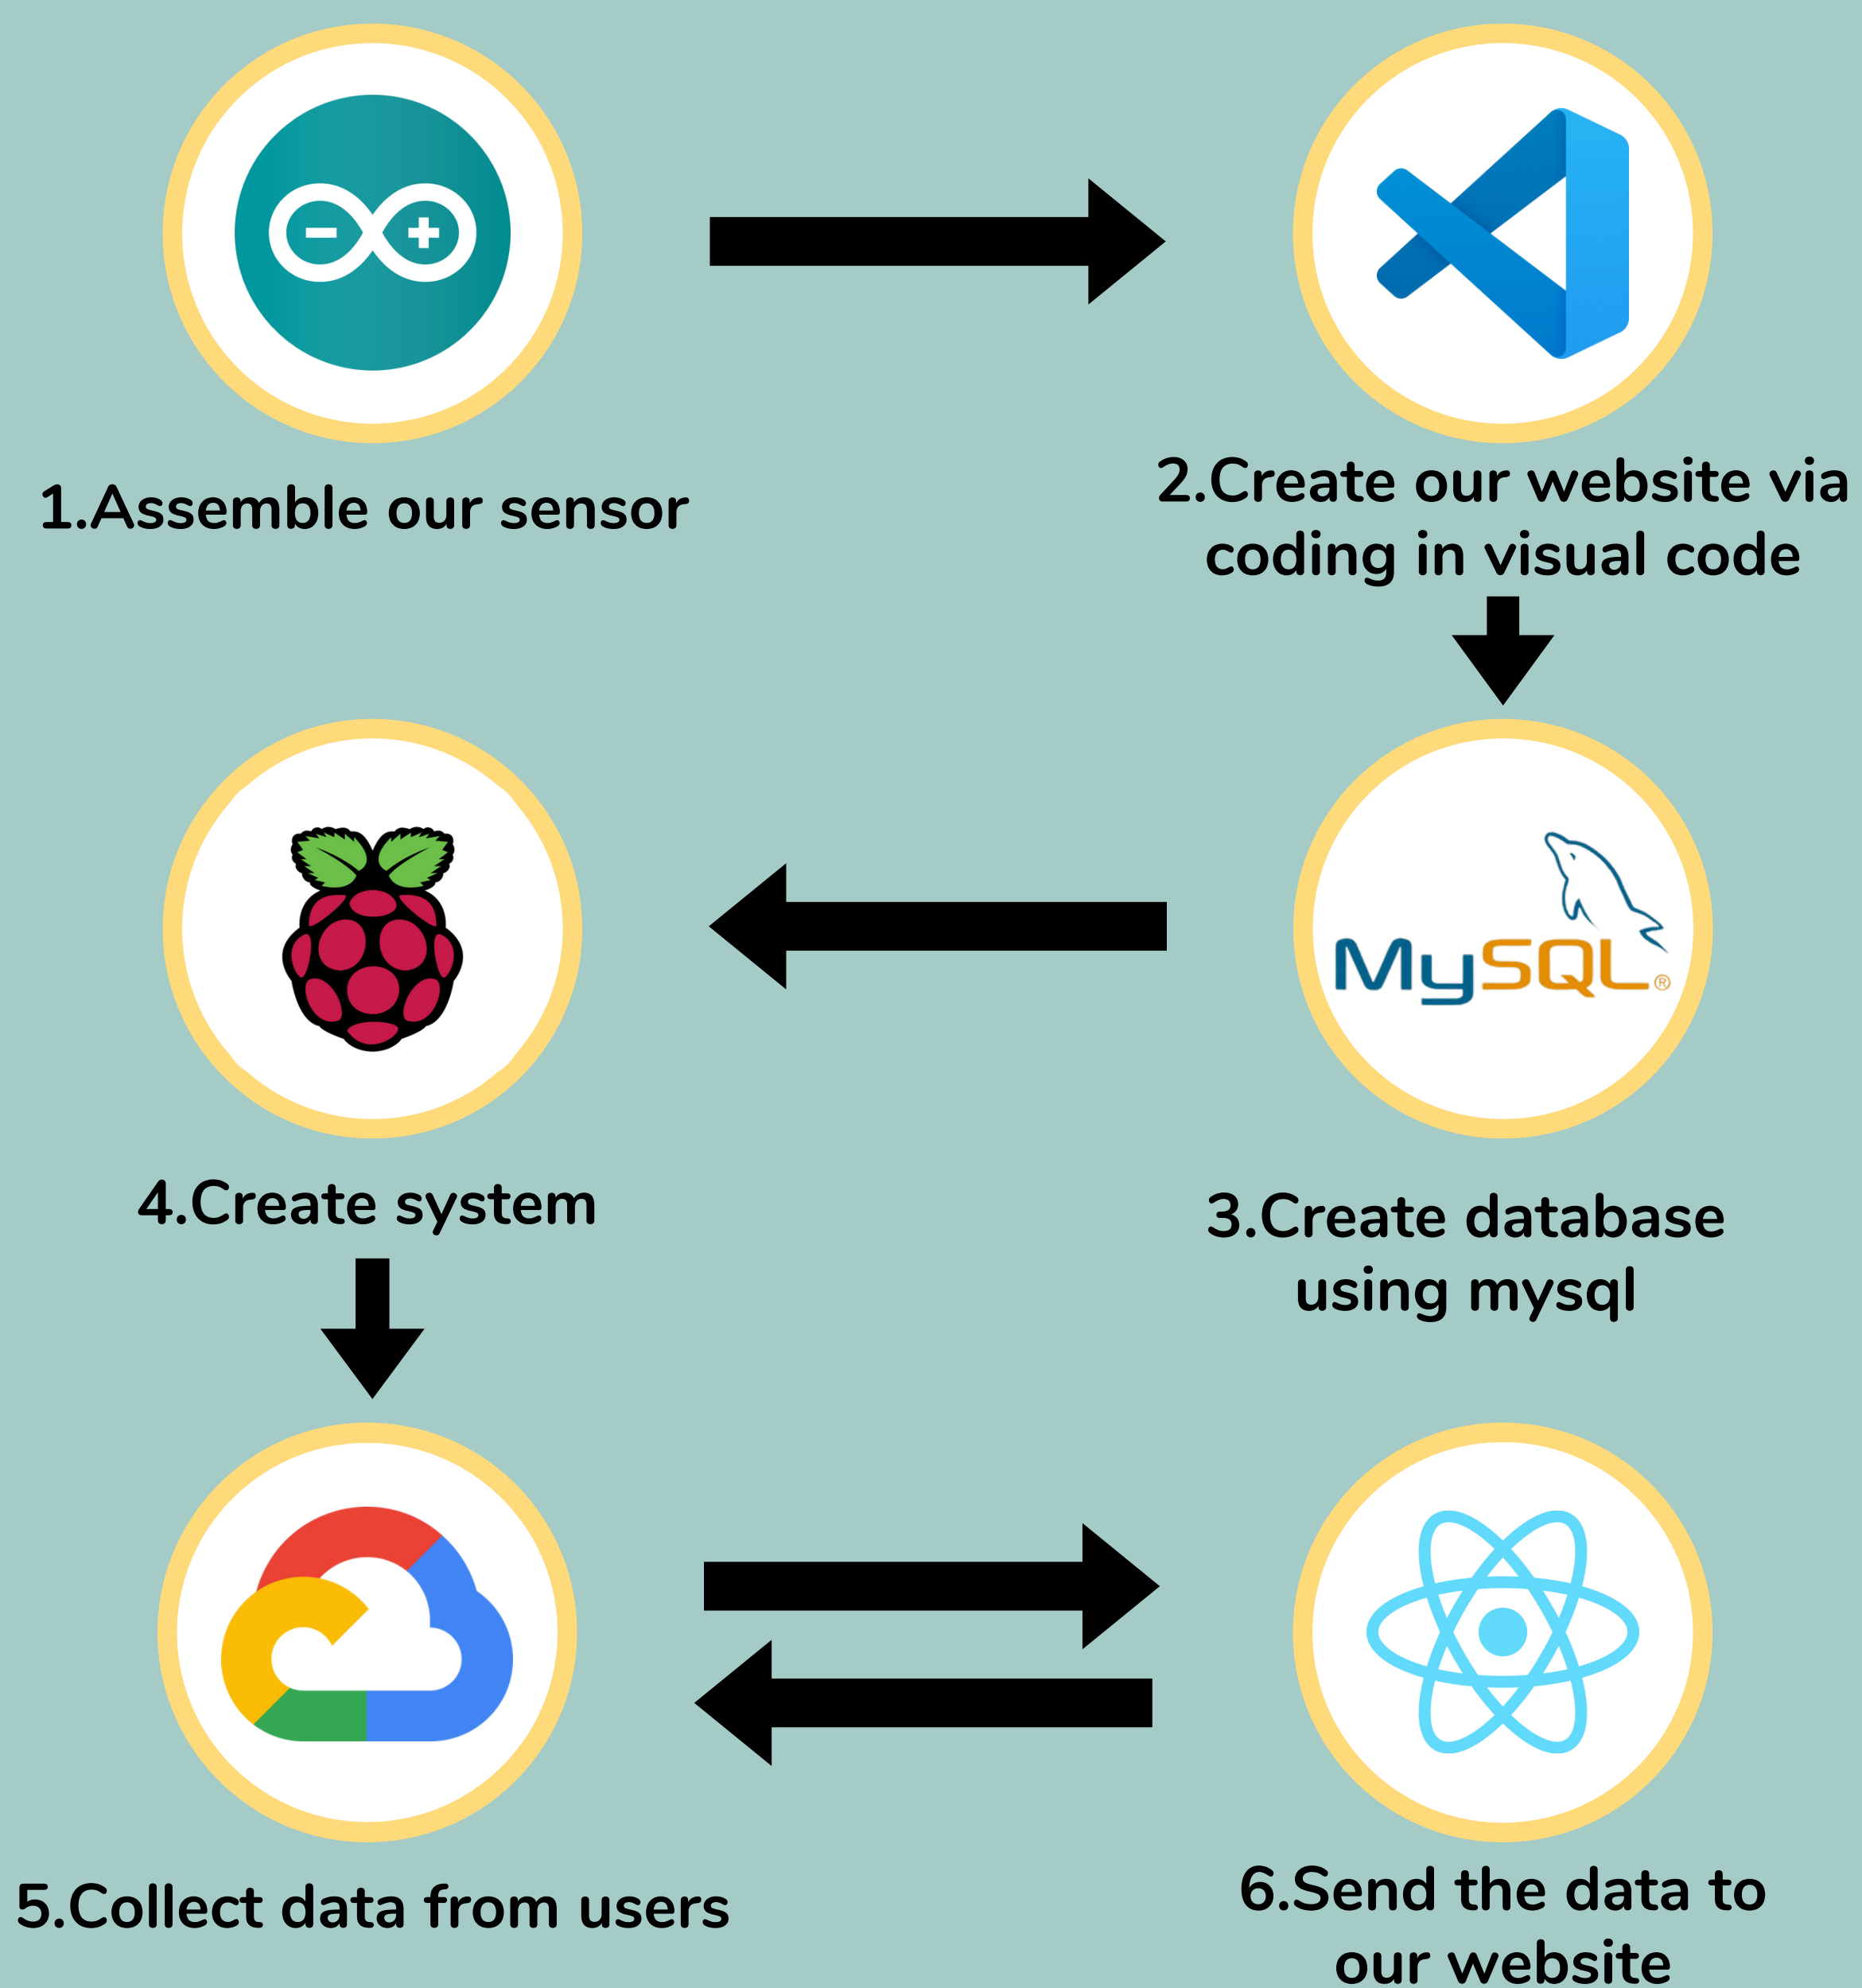 1.Assemble our sensor
2.Create our website via
coding in visual code
MySQL®
3.Create database
using mysql
4.Create system
5.Collect data from users
6.Send the data to
our website